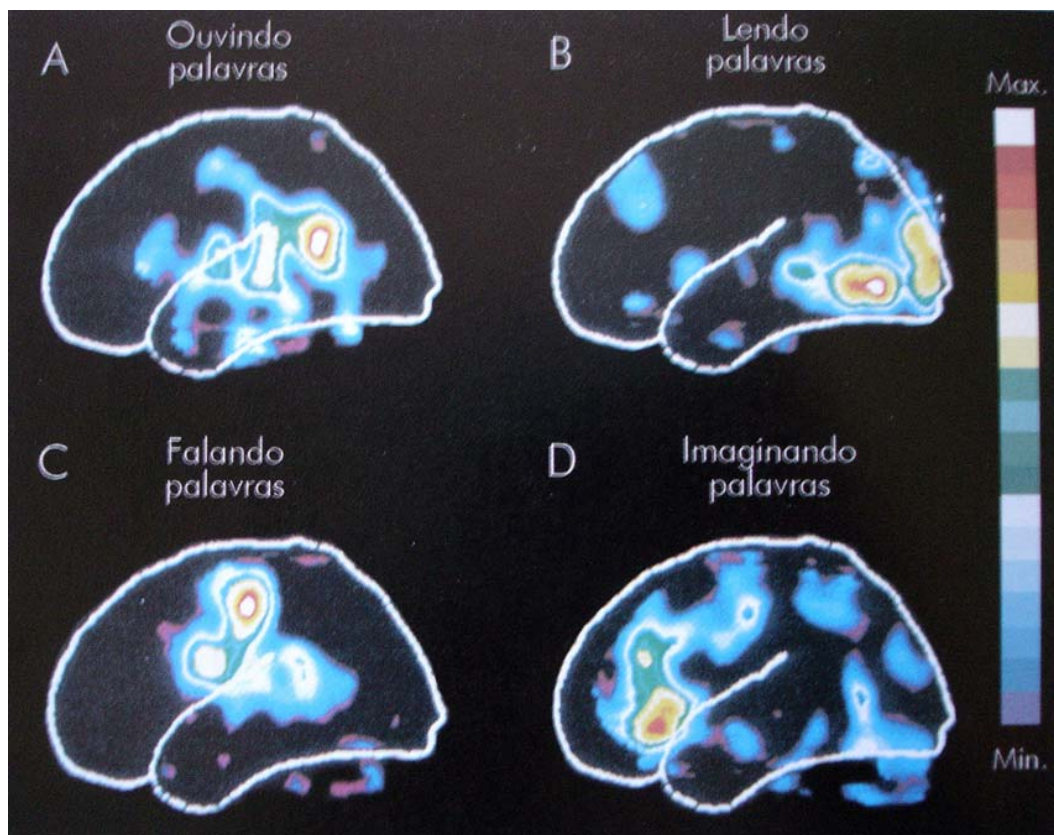 A
Ouvindo
palavras
B
Lendo
palavras
Max.
C
Falando
palavras
D
Imaginando
palavras
Min.